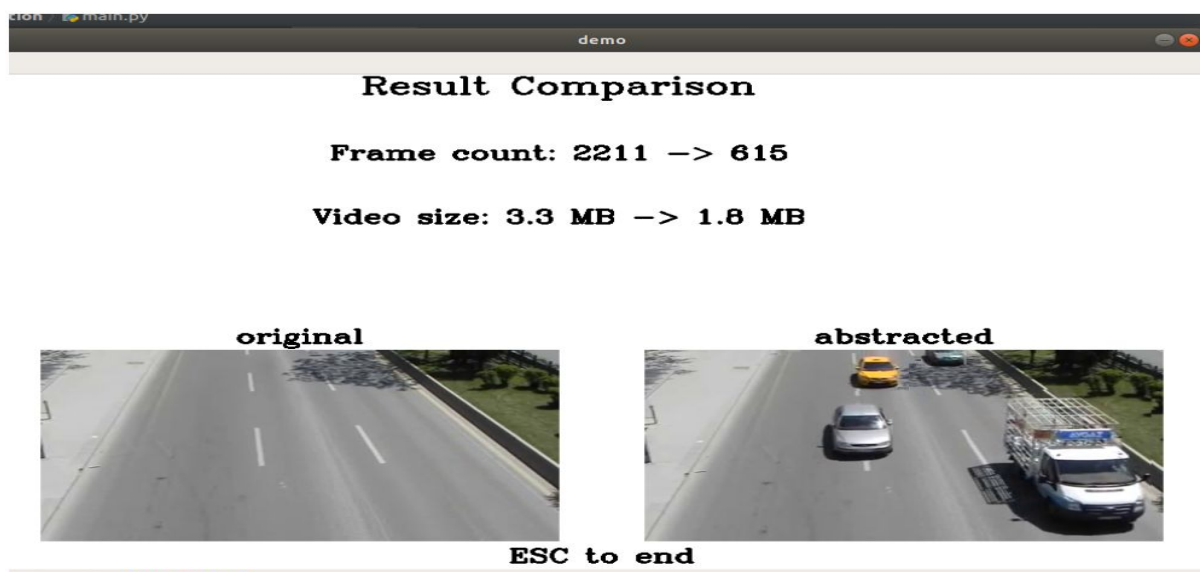 tion / main.py
demo
Result Comparison
Frame count: 2211 -> 615
Video size: 3.3 MB -> 1.8 MB
original
abstracted
ESC to end